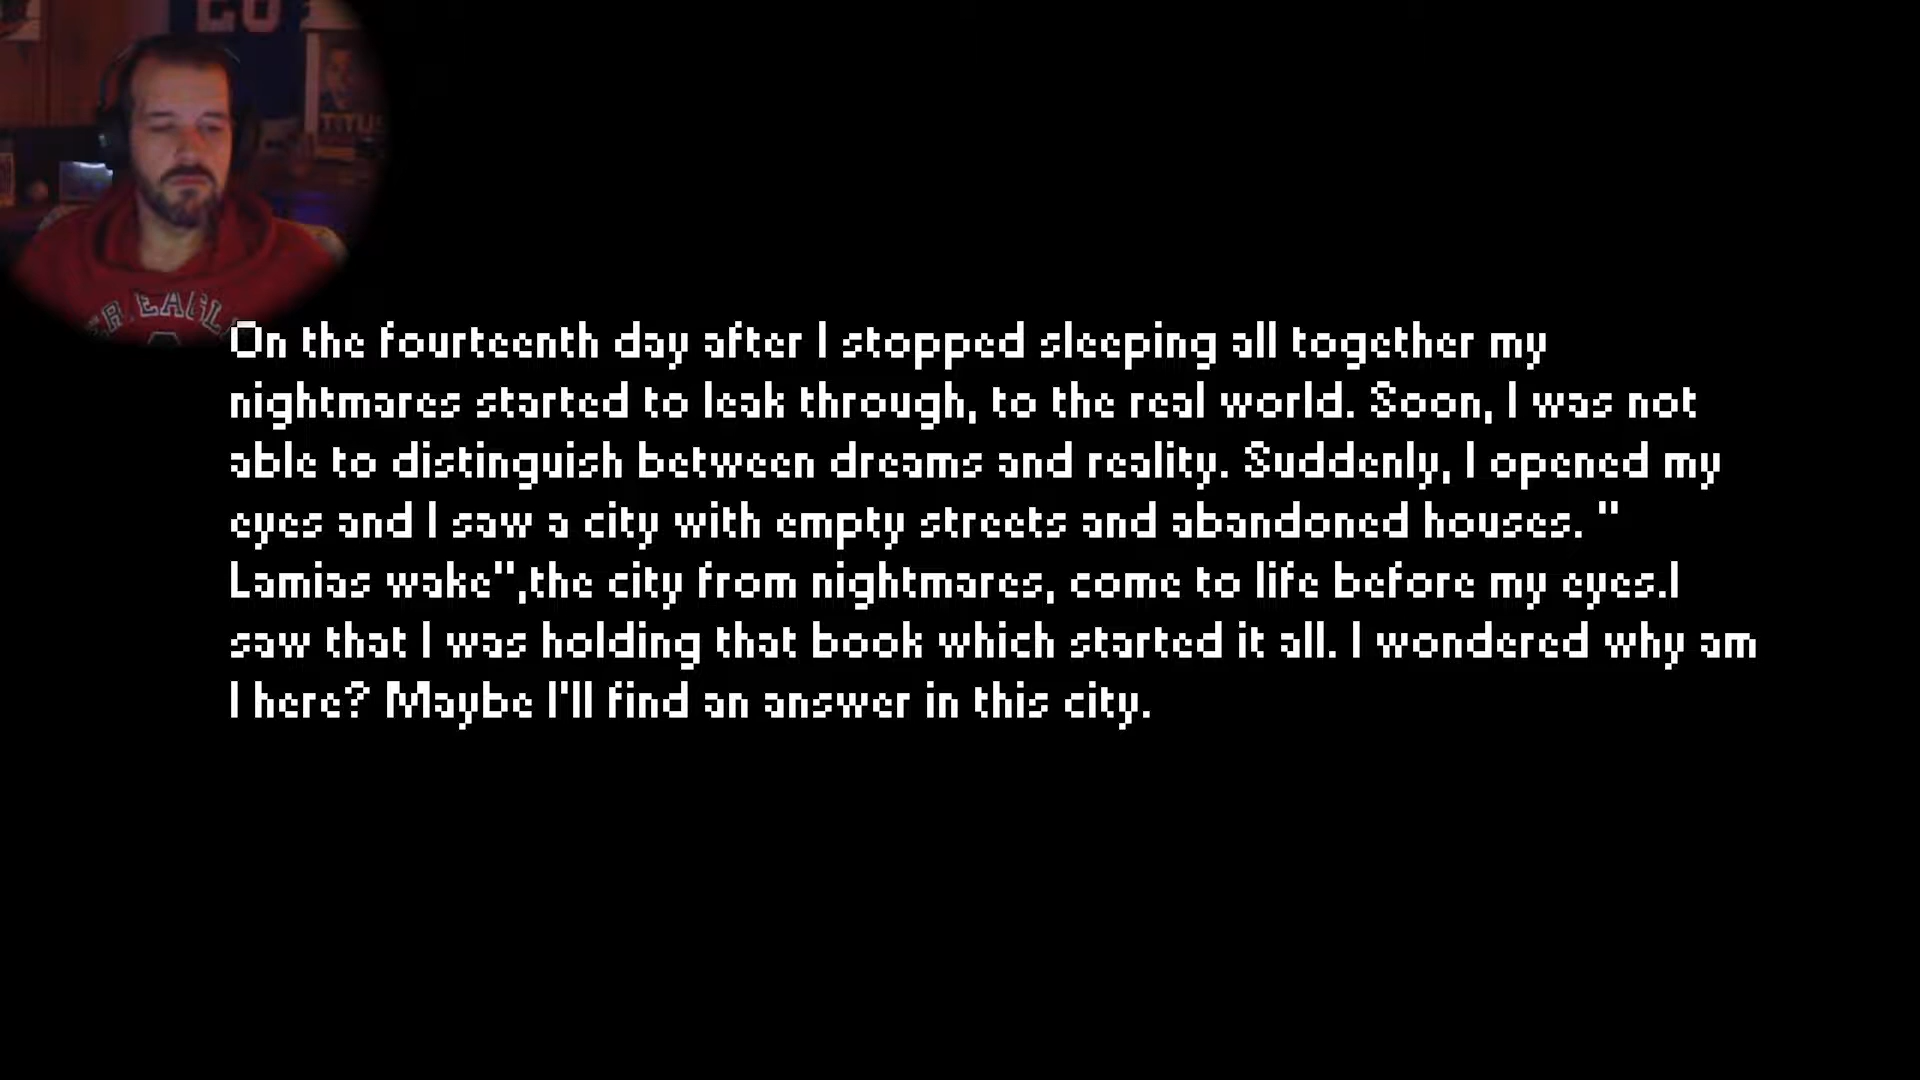 TITUS
On the fourteenth day after I stopped sleeping all together my
nightmares started to leak through, to the real world. Soon, I was not
able to distinguish between dreams and reality. Suddenly, I opened my
eyes and I saw a city with empty streets and abandoned houses. "
Lamias wake",the city from nightmares, come to life before my eyes.I
saw that I was holding that book which started it all. I wondered why am
I here? Maybe I'll find an answer in this city.